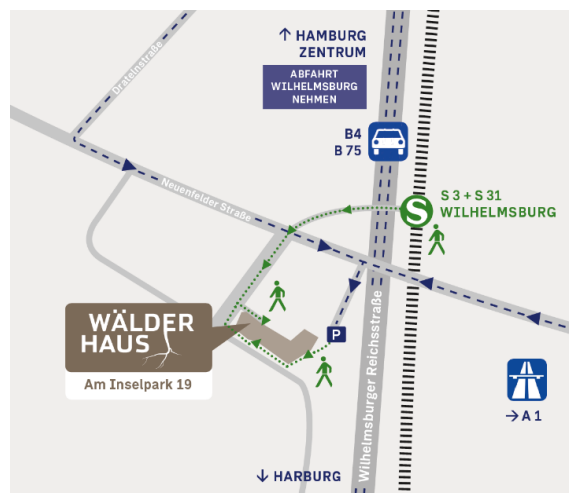 ↑ HAMBURG
ZENTRUM
ABFAHRT
WILHELMSBURG
NEHMEN
Dratelnstraße
B4
B 75
Neuenfelder Straße
S 3 + S 31
WILHELMSBURG
S
P
WÄLDER
HAUS
Am Inselpark 19
Wilhelmsburger Reichsstraße
→ A 1
↓ HARBURG